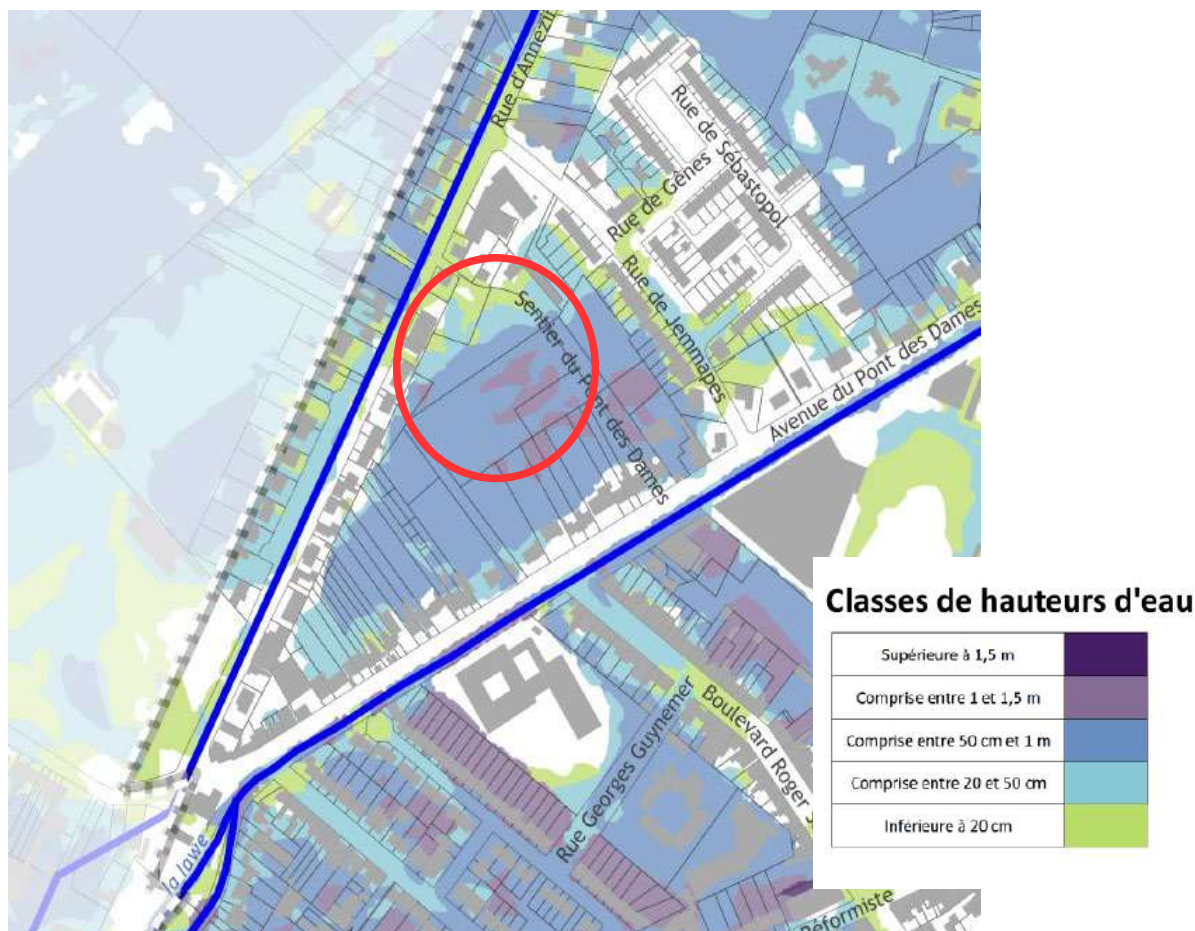 Rue d'Annezin
Rue de Sébastopol
Rue de Gênes
Rue de Jemmapes
Sentier du Pont des Dames
Avenue du Pont des Dames
Classes de hauteurs d'eau
Supérieure à 1,5 m
Comprise entre 1 et 1,5 m
Comprise entre 50 cm et 1 m
Comprise entre 20 et 50 cm
Inférieure à 20 cm
Boulevard Roger
Rue Georges Guynemer
la lawe
Réformiste